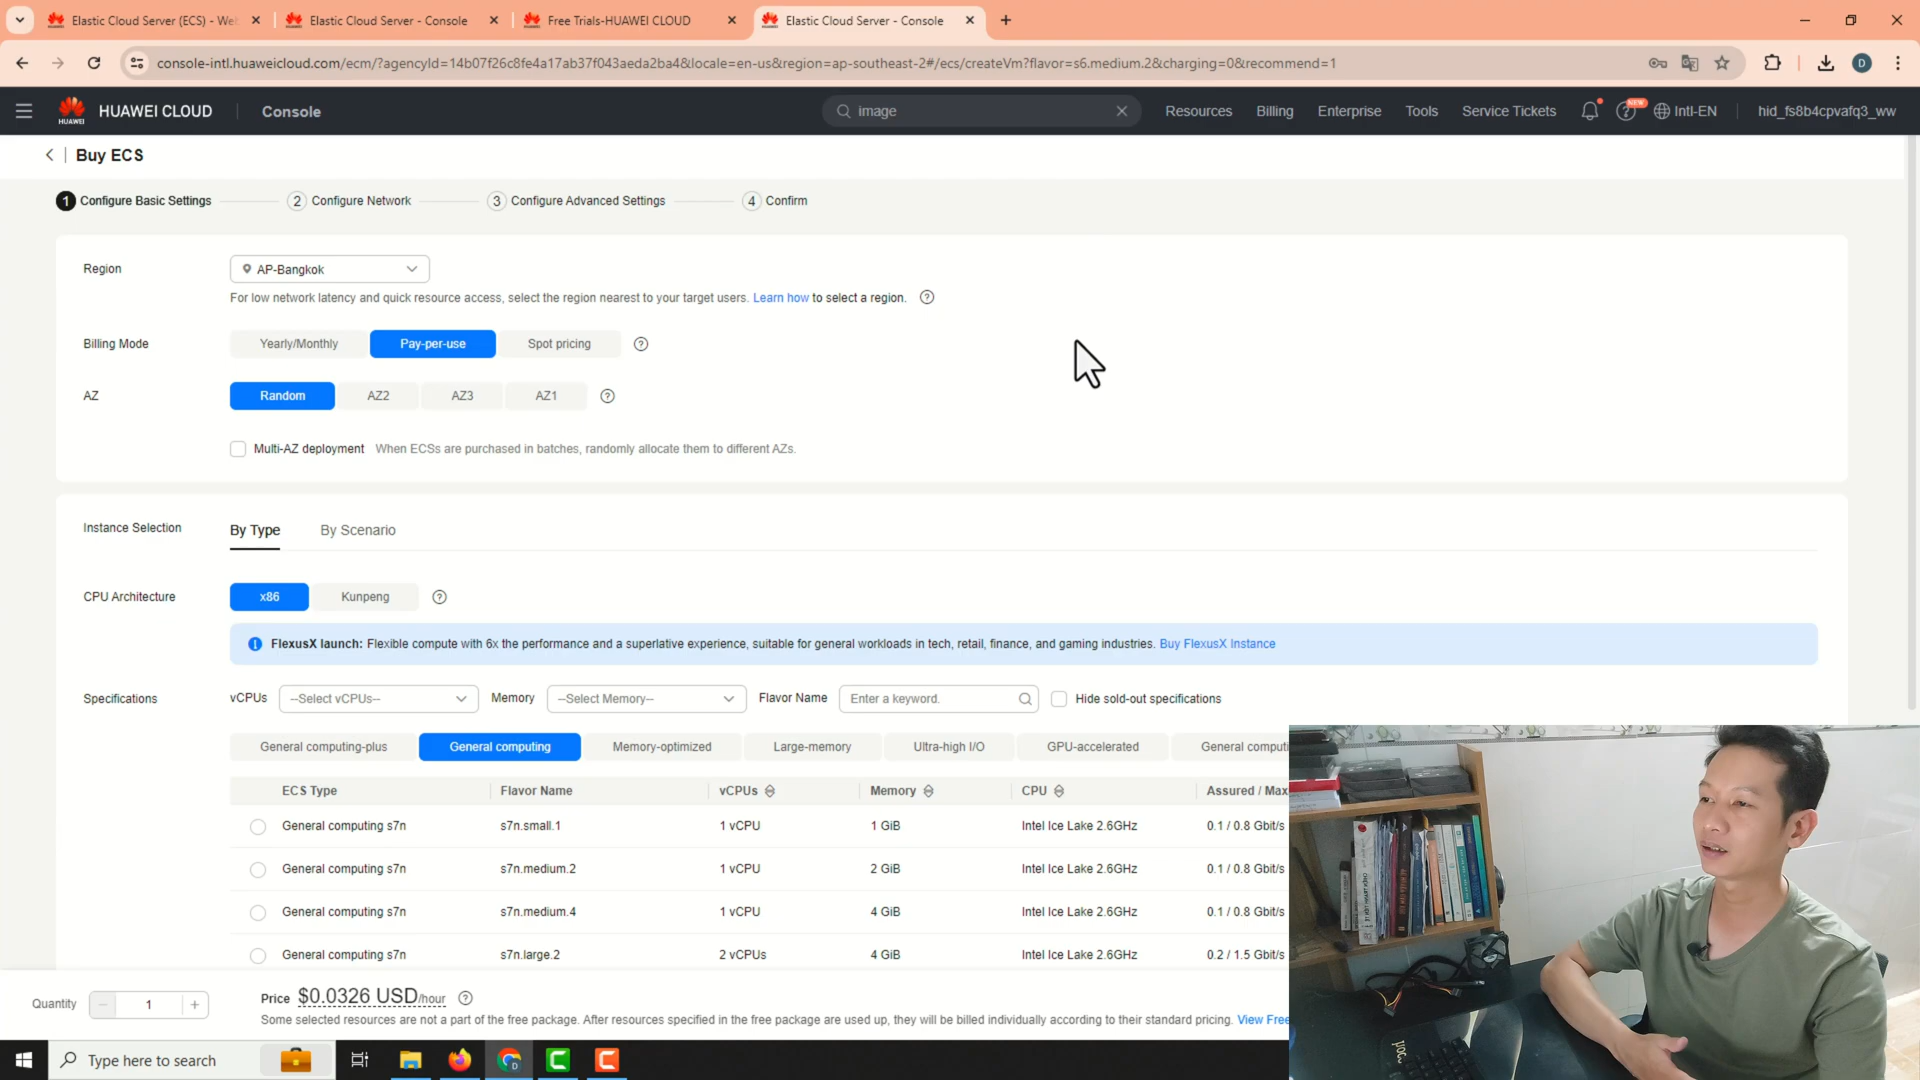 Elastic Cloud Server (ECS) - Web
Elastic Cloud Server - Console
Free Trials-HUAWEI CLOUD
Elastic Cloud Server - Console
console-intl.huaweicloud.com/ecm/?agencyId=14b07f26c8fe4a17ab37f043aeda2ba4&locale=en-us&region=ap-southeast-2#/ecs/createVm?flavor=s6.medium.2&charging=0&recommend=1
D
HUAWEI
HUAWEI CLOUD
Console
image
Resources
Billing
Enterprise
Tools
Service Tickets
NEW
Intl-EN
hid_fs8b4cpvafq3_ww
Buy ECS
1 Configure Basic Settings
2 Configure Network
3 Configure Advanced Settings
4 Confirm
Region
AP-Bangkok
For low network latency and quick resource access, select the region nearest to your target users. Learn how to select a region.
Billing Mode
Yearly/Monthly
Pay-per-use
Spot pricing
AZ
Random
AZ2
AZ3
AZ1
Multi-AZ deployment When ECSs are purchased in batches, randomly allocate them to different AZs.
Instance Selection
By Type
By Scenario
CPU Architecture
x86
Kunpeng
FlexusX launch: Flexible compute with 6x the performance and a superlative experience, suitable for general workloads in tech, retail, finance, and gaming industries. Buy FlexusX Instance
Specifications
vCPUs
--Select vCPUs--
Memory
--Select Memory--
Flavor Name
Enter a keyword.
Hide sold-out specifications
General computing-plus
General computing
Memory-optimized
Large-memory
Ultra-high I/O
GPU-accelerated
General computi
ECS Type Flavor Name vCPUs Memory CPU Assured / Max
General computing s7n s7n.small.1 1 vCPU 1 GiB Intel Ice Lake 2.6GHz 0.1 / 0.8 Gbit/s
General computing s7n s7n.medium.2 1 vCPU 2 GiB Intel Ice Lake 2.6GHz 0.1 / 0.8 Gbit/s
General computing s7n s7n.medium.4 1 vCPU 4 GiB Intel Ice Lake 2.6GHz 0.1 / 0.8 Gbit/s
General computing s7n s7n.large.2 2 vCPUs 4 GiB Intel Ice Lake 2.6GHz 0.2 / 1.5 Gbit/s
Quantity
1
Price $0.0326 USD/hour
Some selected resources are not a part of the free package. After resources specified in the free package are used up, they will be billed individually according to their standard pricing. View Free
Type here to search